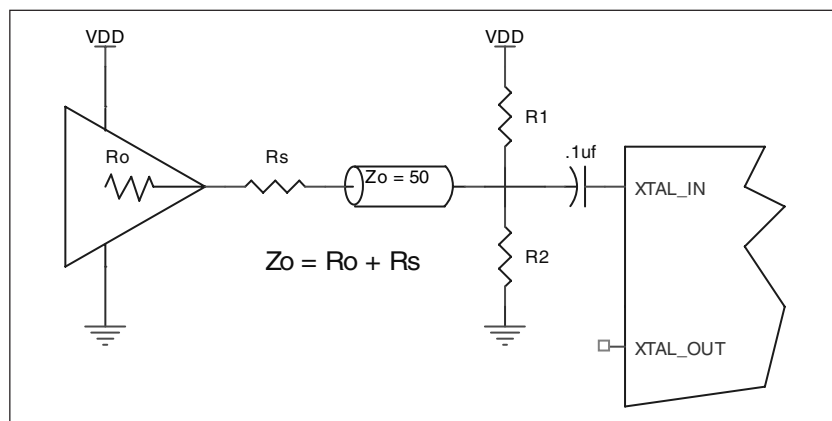 VDD
VDD
R1
Ro
Rs
Zo = 50
.1uf
XTAL_IN
Zo = Ro + Rs
R2
XTAL_OUT